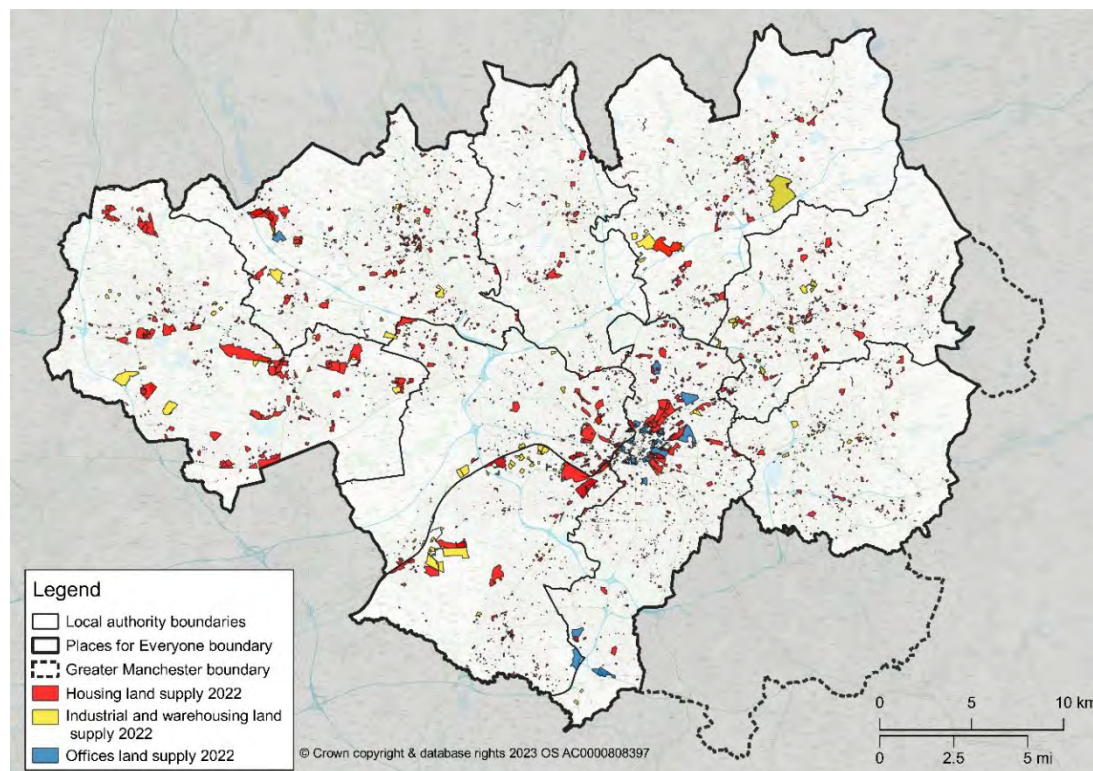 Legend
Local authority boundaries
Places for Everyone boundary
Greater Manchester boundary
Housing land supply 2022
Industrial and warehousing land
supply 2022
Offices land supply 2022
© Crown copyright & database rights 2023 OS AC0000808397
0 5 10 km
0 2.5 5 mi